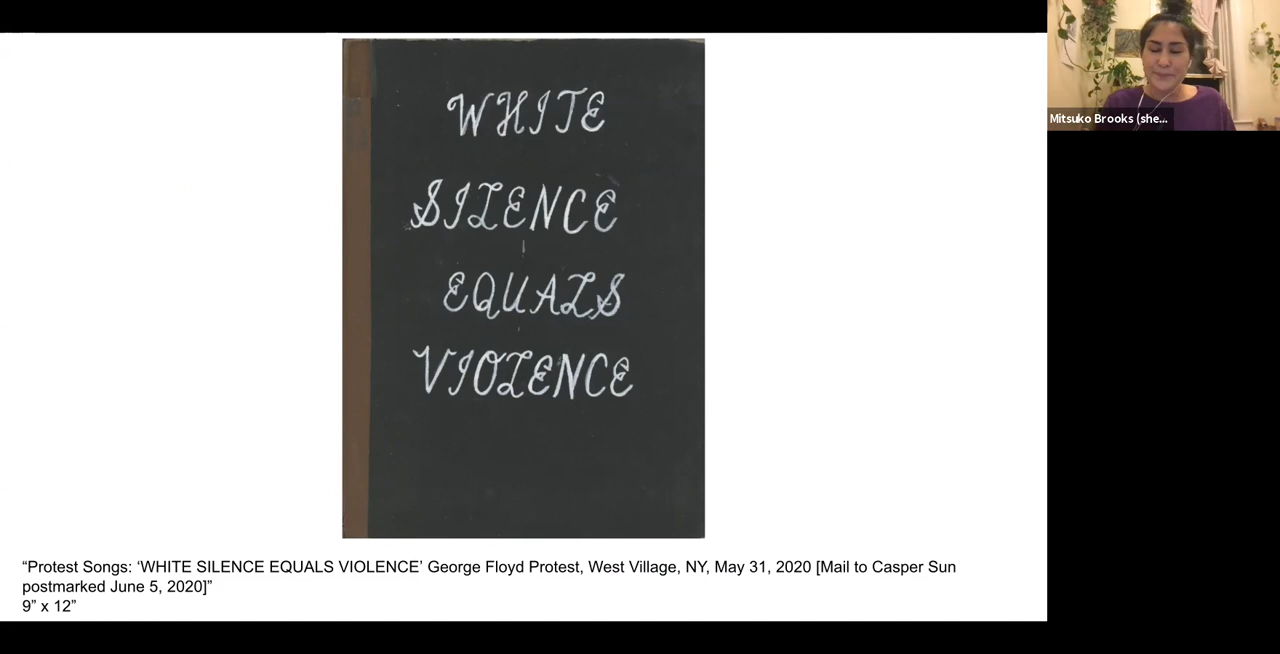 WHITE
SILENCE
EQUALS
VIOLENCE
Mitsuko Brooks (she...
“Protest Songs: ‘WHITE SILENCE EQUALS VIOLENCE’ George Floyd Protest, West Village, NY, May 31, 2020 [Mail to Casper Sun
postmarked June 5, 2020]”
9” x 12”